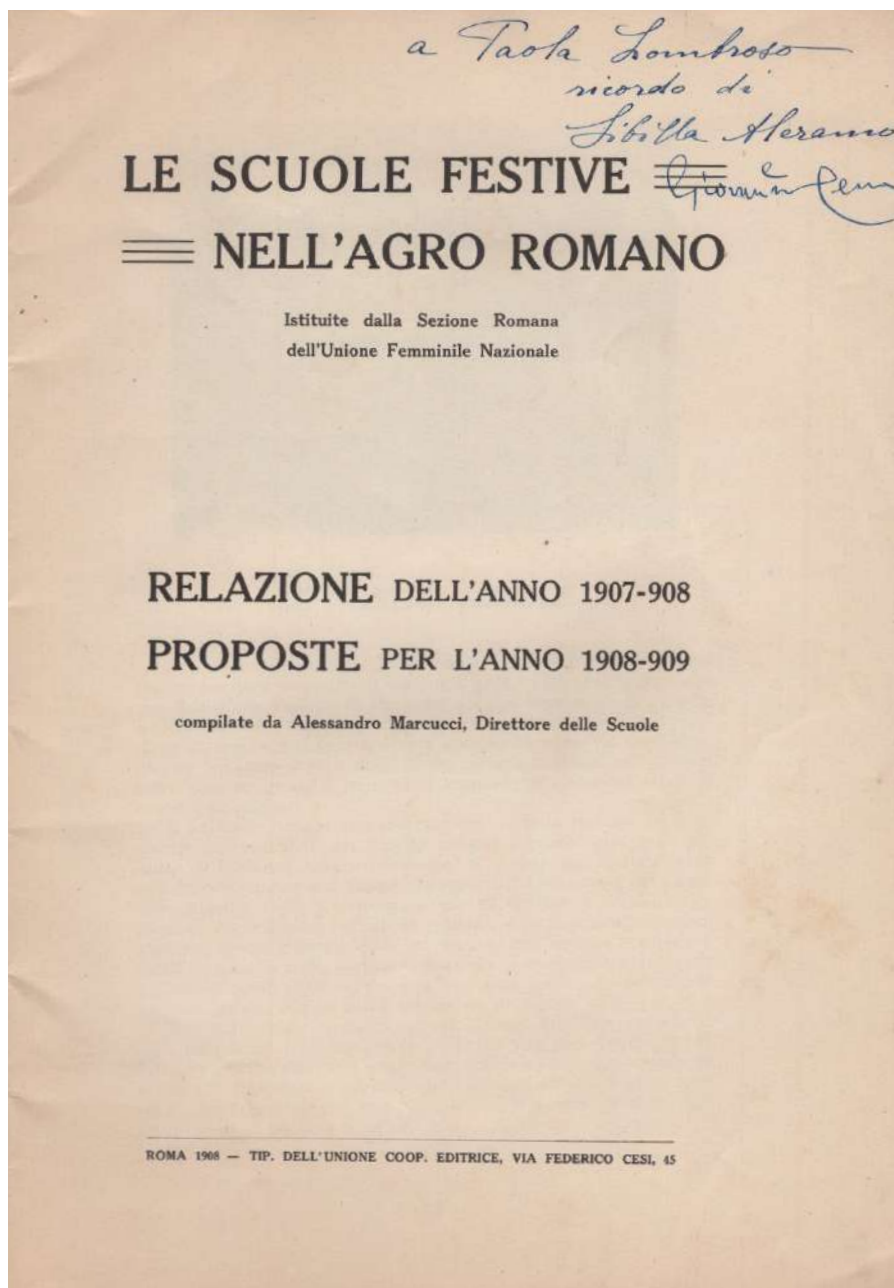 a Paola Lombroso
ricordo di
Sibilla Aleramo
e
LE SCUOLE FESTIVE Giovanni Cena
NELL'AGRO ROMANO
Istituite dalla Sezione Romana
dell'Unione Femminile Nazionale
RELAZIONE DELL'ANNO 1907-908
PROPOSTE PER L'ANNO 1908-909
compilate da Alessandro Marcucci, Direttore delle Scuole
ROMA 1908 — TIP. DELL'UNIONE COOP. EDITRICE, VIA FEDERICO CESI, 45